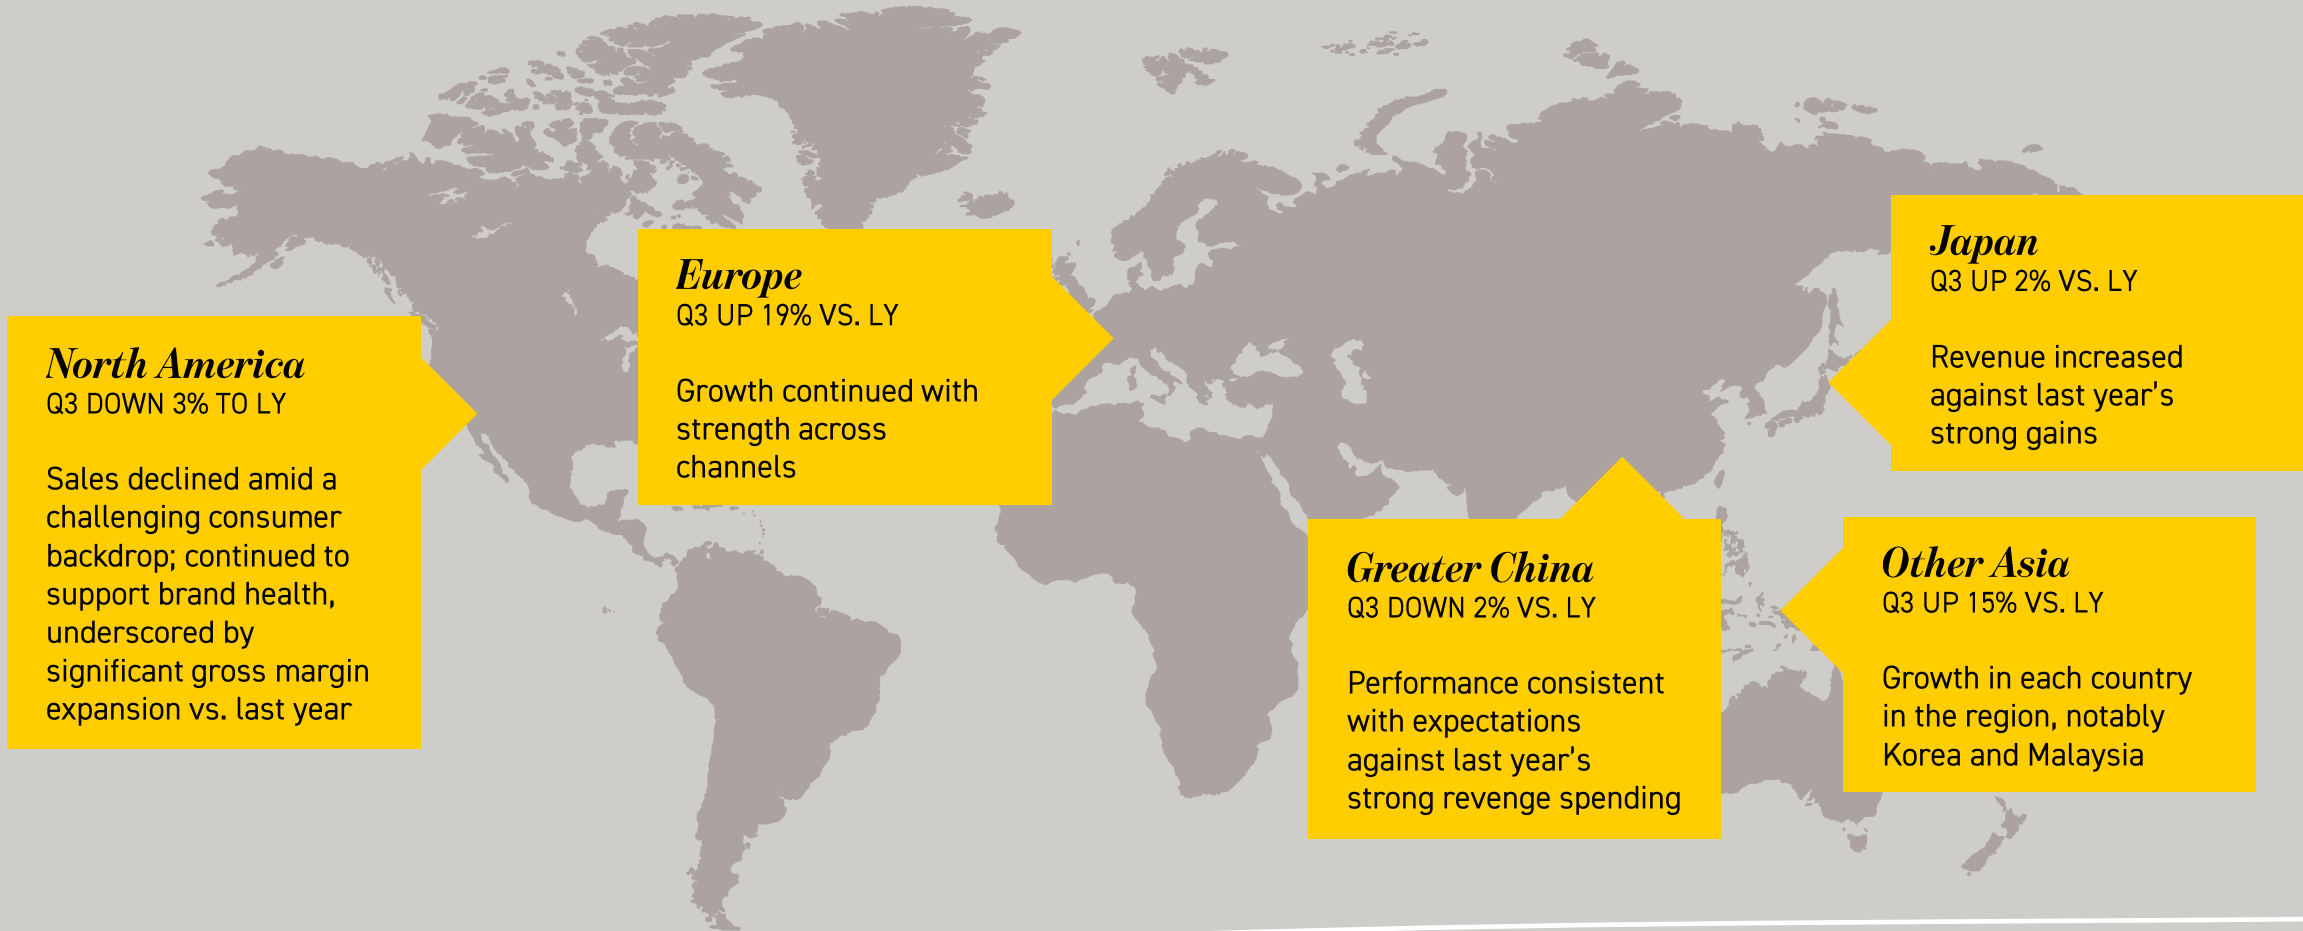 North America
Q3 DOWN 3% TO LY
Sales declined amid a
challenging consumer
backdrop; continued to
support brand health,
underscored by
significant gross margin
expansion vs. last year
Europe
Q3 UP 19% VS. LY
Growth continued with
strength across
channels
Greater China
Q3 DOWN 2% VS. LY
Performance consistent
with expectations
against last year's
strong revenge spending
Japan
Q3 UP 2% VS. LY
Revenue increased
against last year's
strong gains
Other Asia
Q3 UP 15% VS. LY
Growth in each country
in the region, notably
Korea and Malaysia